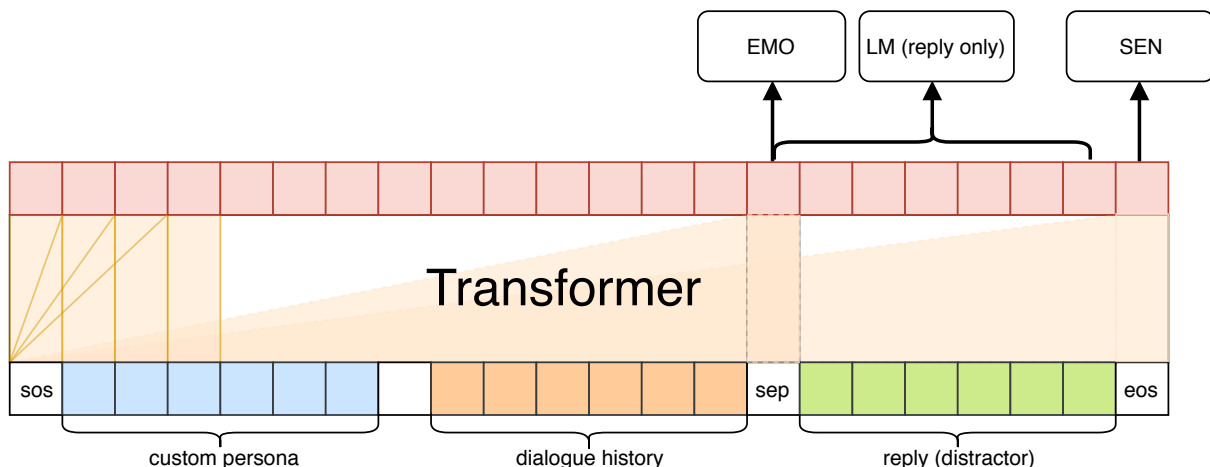 EMO
LM (reply only)
SEN
Transformer
sos
sep
eos
custom persona
dialogue history
reply (distractor)